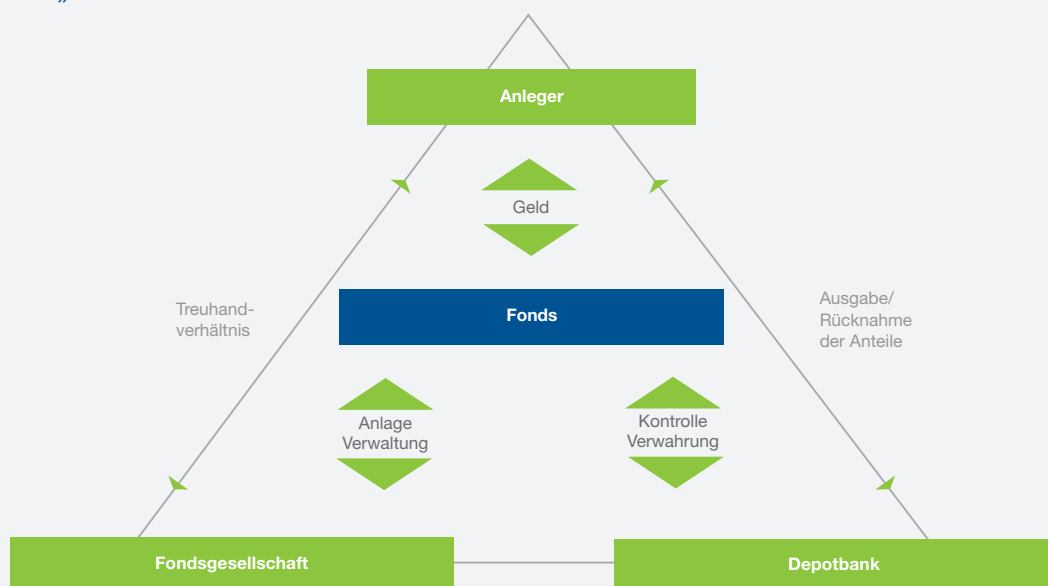 „
Anleger
Geld
Treuhand-
verhältnis
Ausgabe/
Rücknahme
der Anteile
Fonds
Anlage
Verwaltung
Kontrolle
Verwahrung
Fondsgesellschaft
Depotbank